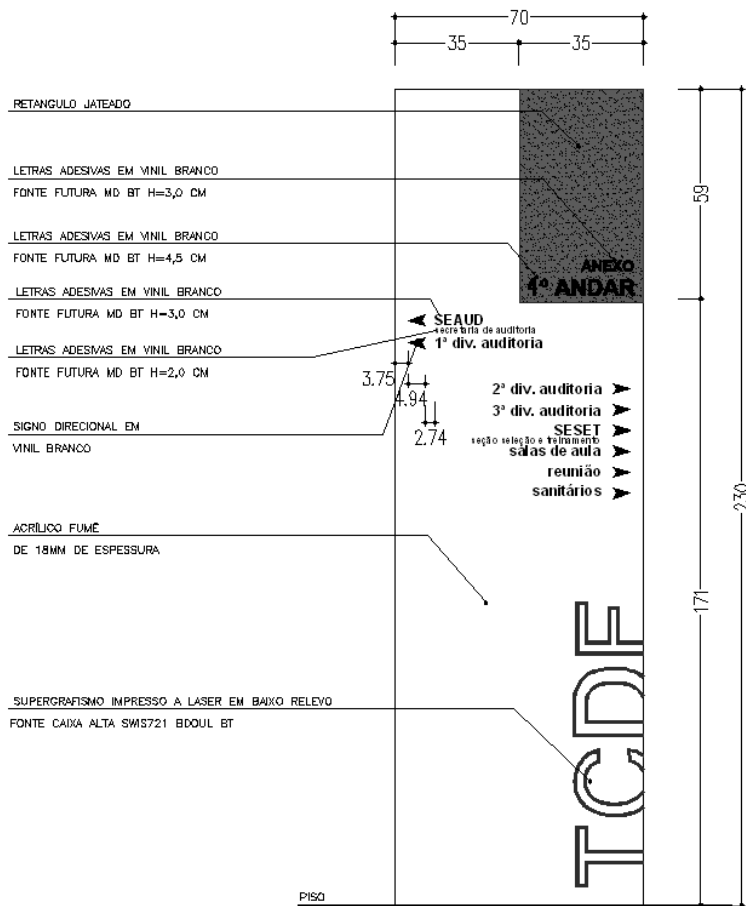 70
35
35
RETANGULO JATEADO
LETRAS ADESIVAS EM VINIL BRANCO
FONTE FUTURA MD BT H=3,0 CM
59
LETRAS ADESIVAS EM VINIL BRANCO
FONTE FUTURA MD BT H=4,5 CM
ANEXO
4º ANDAR
LETRAS ADESIVAS EM VINIL BRANCO
FONTE FUTURA MD BT H=3,0 CM
SEAUD
secretaria de auditoria
1ª div. auditoria
LETRAS ADESIVAS EM VINIL BRANCO
FONTE FUTURA MD BT H=2,0 CM
3.75
4.94
2.74
2ª div. auditoria
3ª div. auditoria
SESET
seção seleção e treinamento
salas de aula
reunião
sanitários
SIGNO DIRECIONAL EM
VINIL BRANCO
230
ACRÍLICO FUMÊ
DE 18MM DE ESPESSURA
171
TCDF
SUPERGRAFISMO IMPRESSO A LASER EM BAIXO RELEVO
FONTE CAIXA ALTA SWIS721 BDOUL BT
PISO